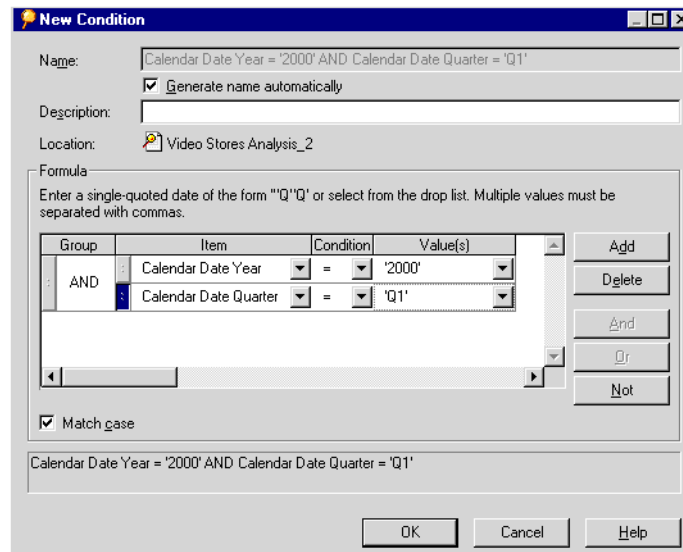 New Condition
Name: Calendar Date Year = '2000' AND Calendar Date Quarter = 'Q1'
Generate name automatically
Description:
Location: Video Stores Analysis_2
Formula
Enter a single-quoted date of the form '"Q"Q' or select from the drop list. Multiple values must be
separated with commas.
Group Item Condition Value(s)
Add
AND Calendar Date Year = '2000'
Delete
Calendar Date Quarter = 'Q1'
And
Or
Not
Match case
Calendar Date Year = '2000' AND Calendar Date Quarter = 'Q1'
OK Cancel Help